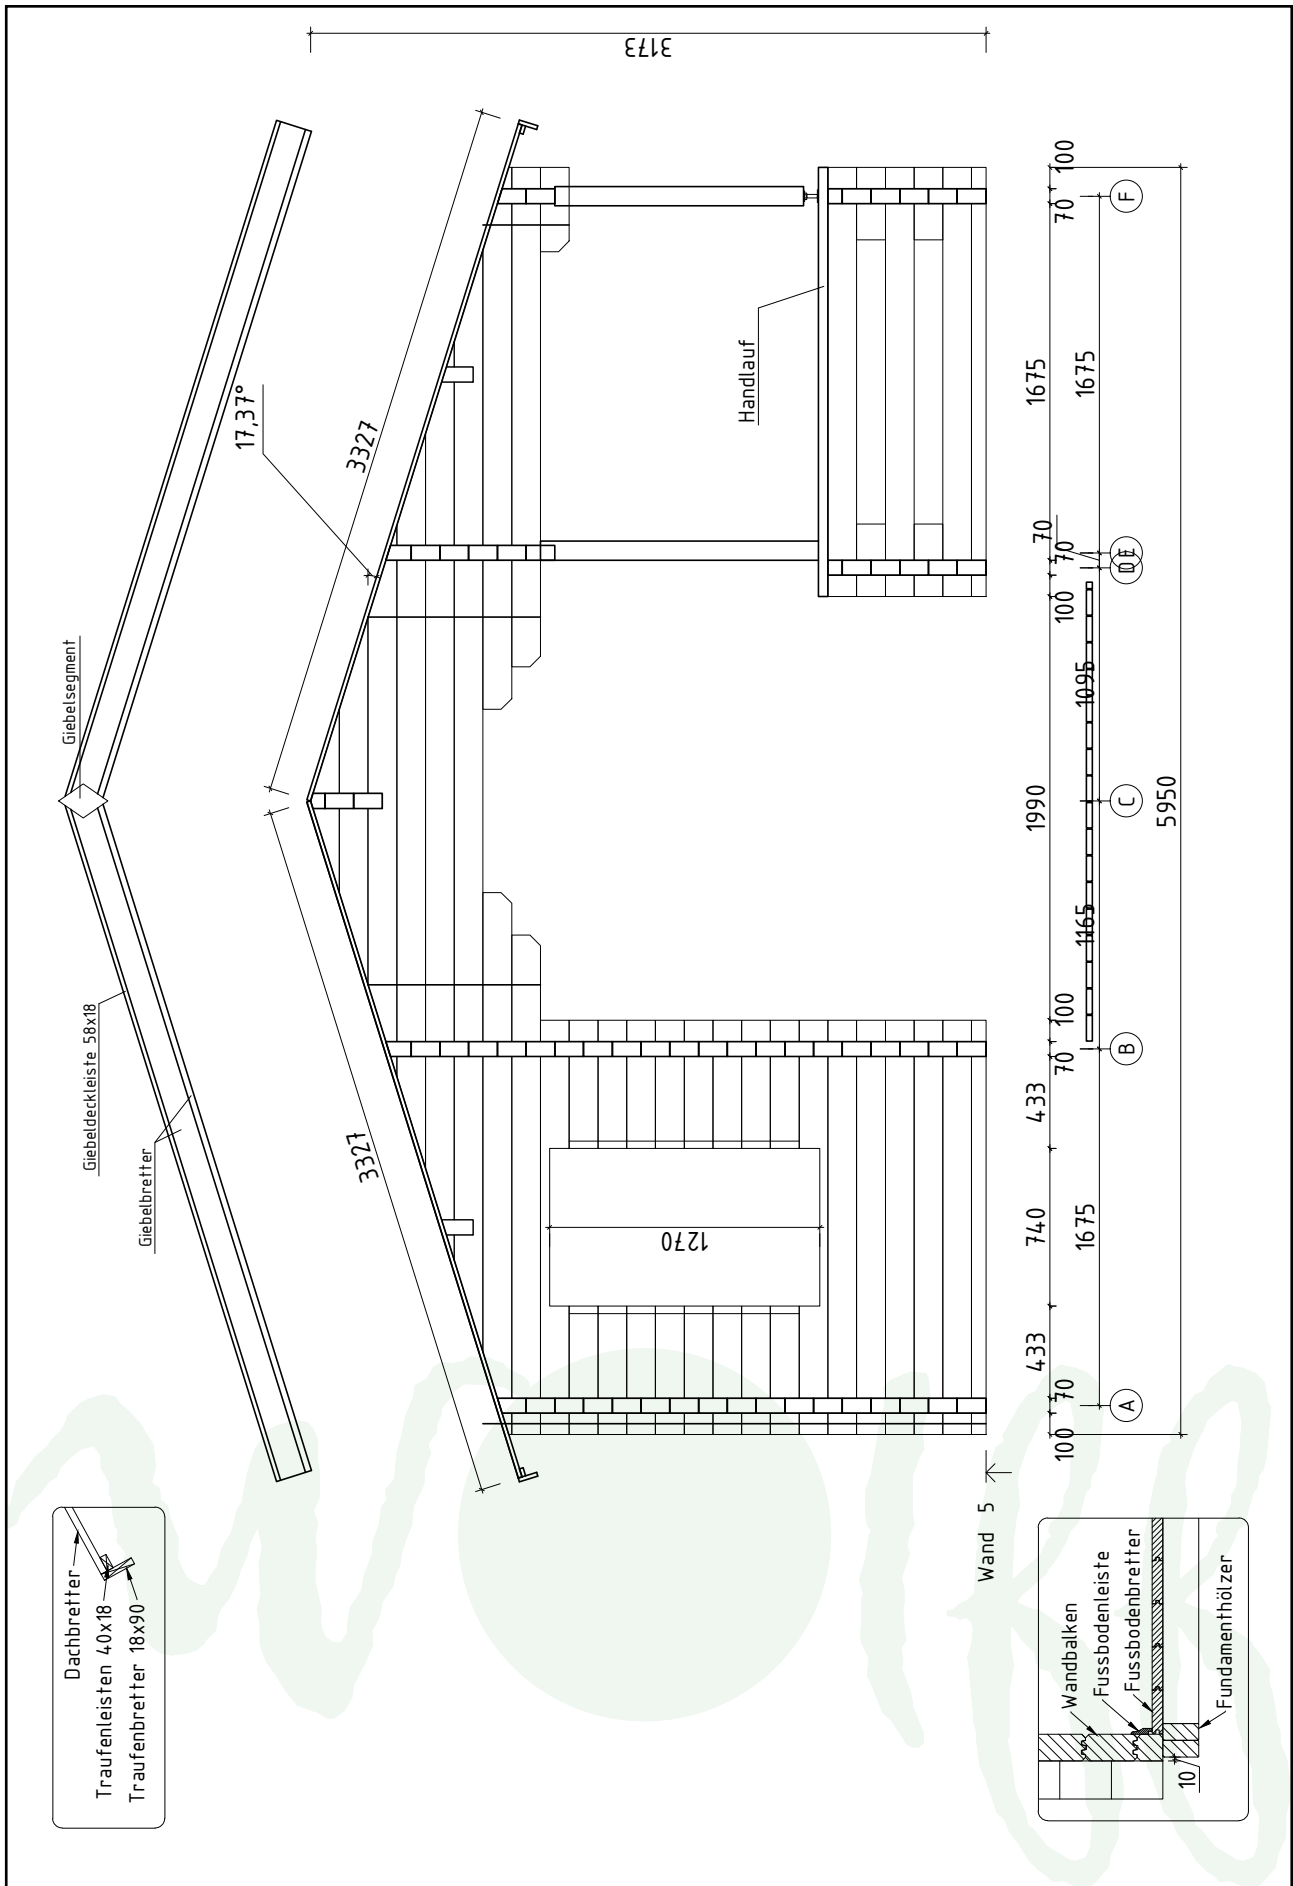 Giebelsegment
Giebeldeckleiste 58x18
Giebelbretter
17,37°
3327
3327
3173
Handlauf
1270
Wand 5
Dachbretter
Traufenleisten 40x18
Traufenbretter 18x90
100
70
433
740
433
70
100
1990
100
70
70
1675
70
100
1675
1165
1095
1675
A
B
C
D
E
F
5950
Wandbalken
Fussbodenleiste
Fussbodenbretter
Fundamenthölzer
10
wolff